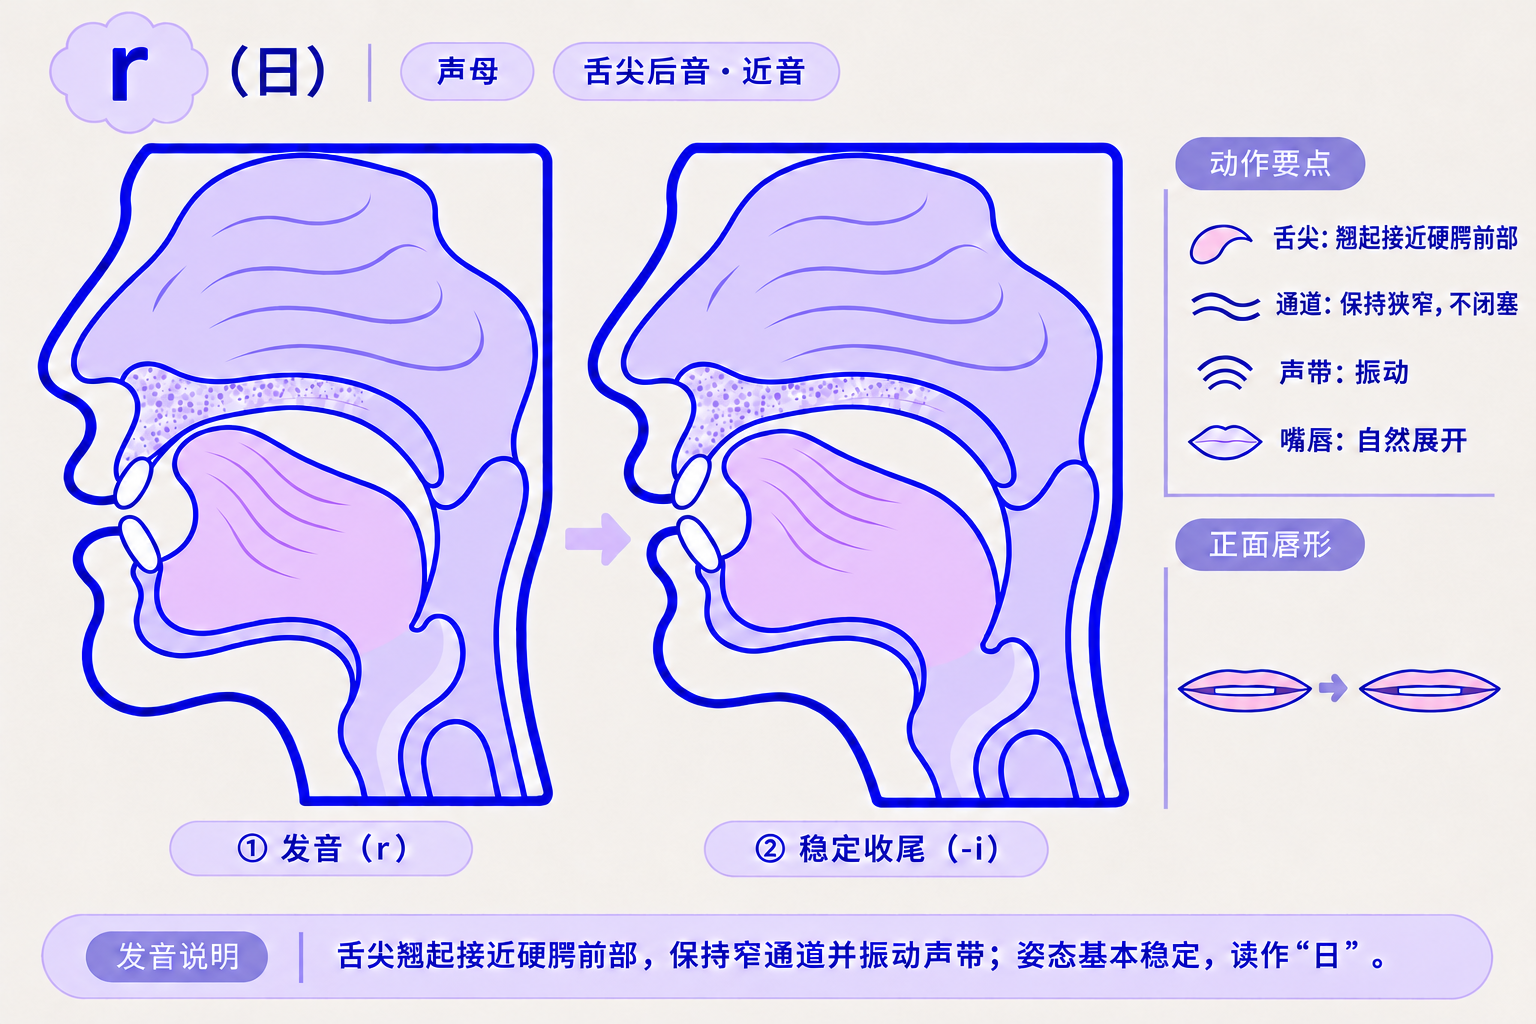 r （日） 声母 舌尖后音·近音
动作要点
舌尖：翘起接近硬腭前部
通道：保持狭窄，不闭塞
声带：振动
嘴唇：自然展开
正面唇形
① 发音（r） ② 稳定收尾（-i）
发音说明 舌尖翘起接近硬腭前部，保持窄通道并振动声带；姿态基本稳定，读作“日”。